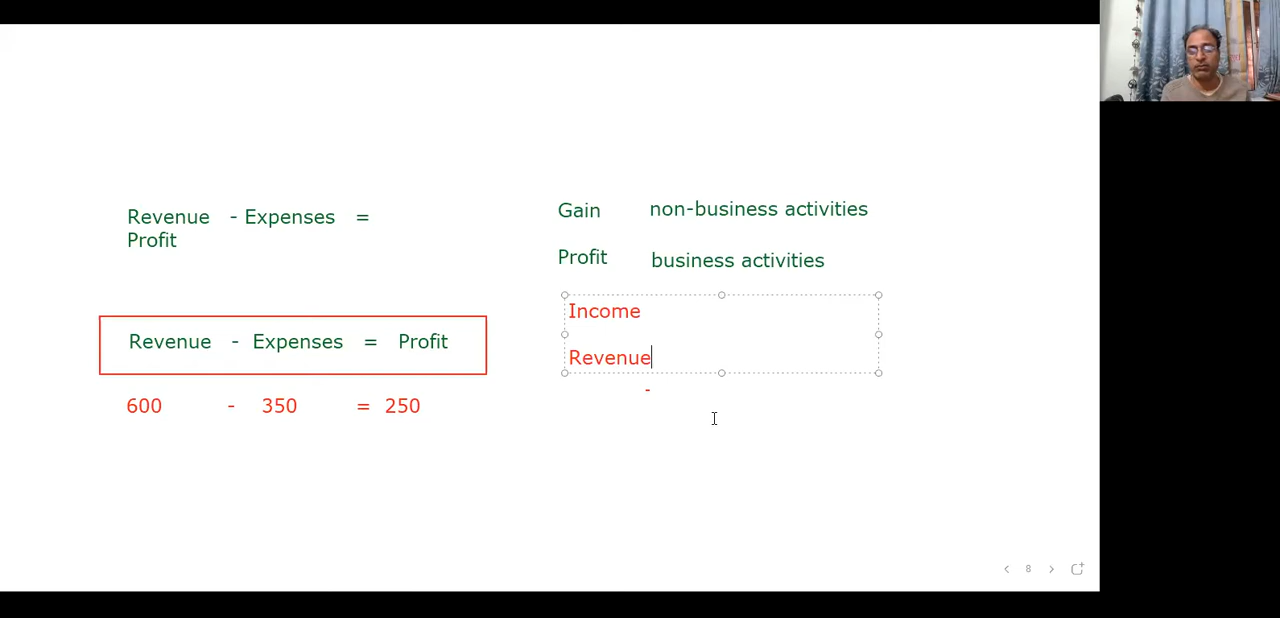 Revenue - Expenses =
Profit
Revenue - Expenses = Profit
600 - 350 = 250
Gain non-business activities
Profit business activities
Income
Revenue
-
8